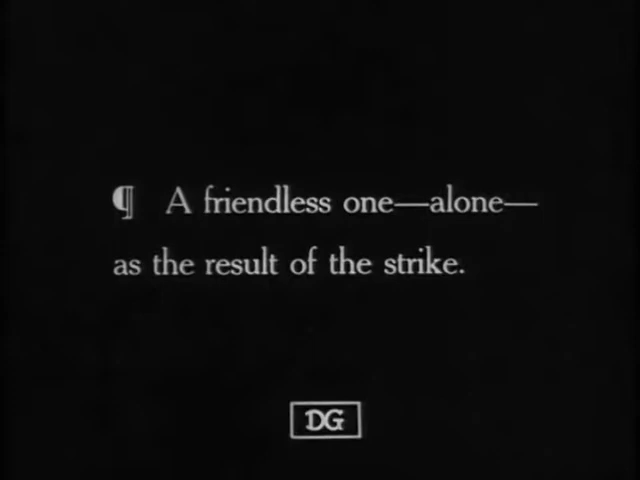 ¶ A friendless one—alone—
as the result of the strike.
DG